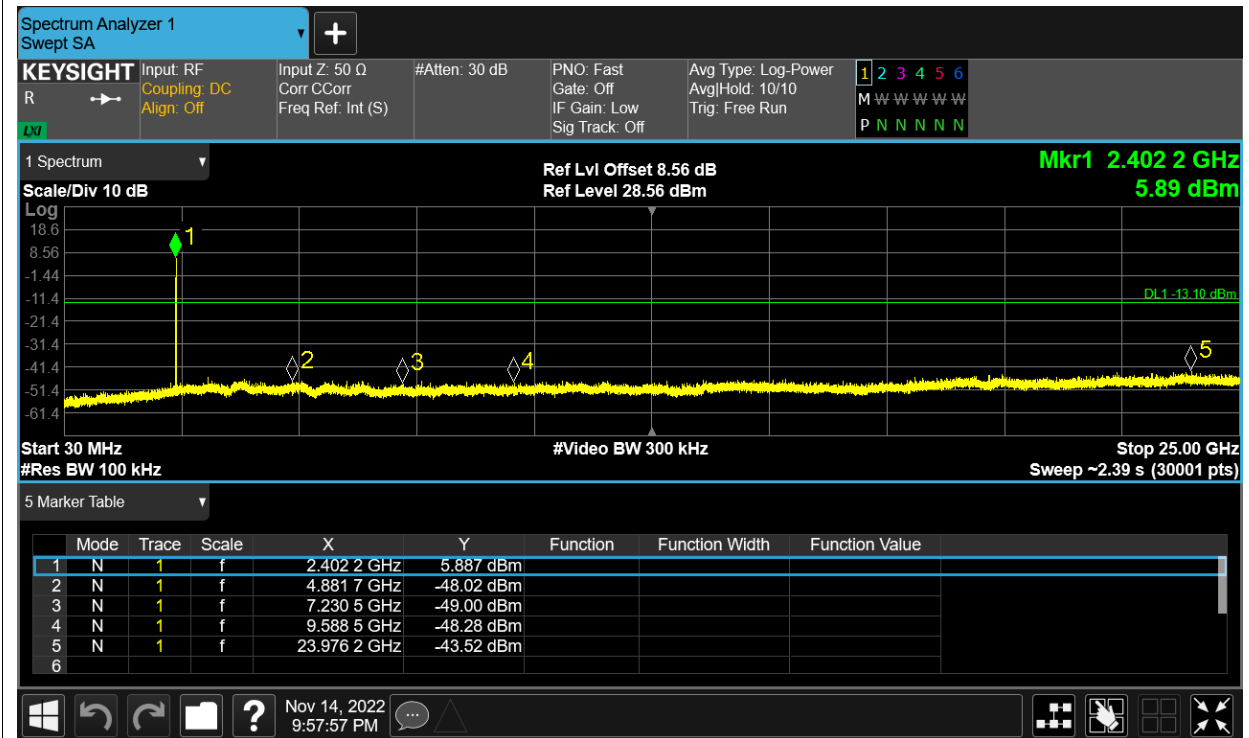 Spectrum Analyzer 1
Swept SA
+
KEYSIGHT
R
LXI
Input: RF
Coupling: DC
Align: Off
Input Z: 50 Ω
Corr CCorr
Freq Ref: Int (S)
#Atten: 30 dB
PNO: Fast
Gate: Off
IF Gain: Low
Sig Track: Off
Avg Type: Log-Power
Avg|Hold: 10/10
Trig: Free Run
1 2 3 4 5 6
M W W W W W
P N N N N N
1 Spectrum
Scale/Div 10 dB
Ref Lvl Offset 8.56 dB
Ref Level 28.56 dBm
Mkr1 2.402 2 GHz
5.89 dBm
Log
18.6
8.56
-1.44
-11.4
-21.4
-31.4
-41.4
-51.4
-61.4
1
2
3
4
5
DL1 -13.10 dBm
Start 30 MHz
#Video BW 300 kHz
Stop 25.00 GHz
#Res BW 100 kHz
Sweep ~2.39 s (30001 pts)
5 Marker Table
Mode Trace Scale X Y Function Function Width Function Value
1 N 1 f 2.402 2 GHz 5.887 dBm
2 N 1 f 4.881 7 GHz -48.02 dBm
3 N 1 f 7.230 5 GHz -49.00 dBm
4 N 1 f 9.588 5 GHz -48.28 dBm
5 N 1 f 23.976 2 GHz -43.52 dBm
6
?
Nov 14, 2022
9:57:57 PM